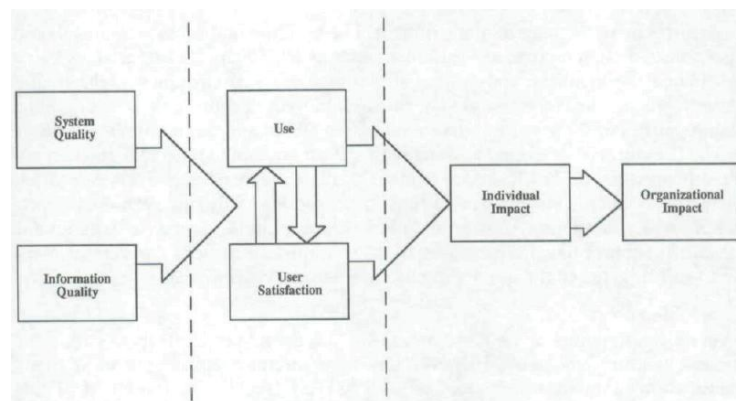 System
Quality
Use
Individual
Impact
Organizational
Impact
Information
Quality
User
Satisfaction